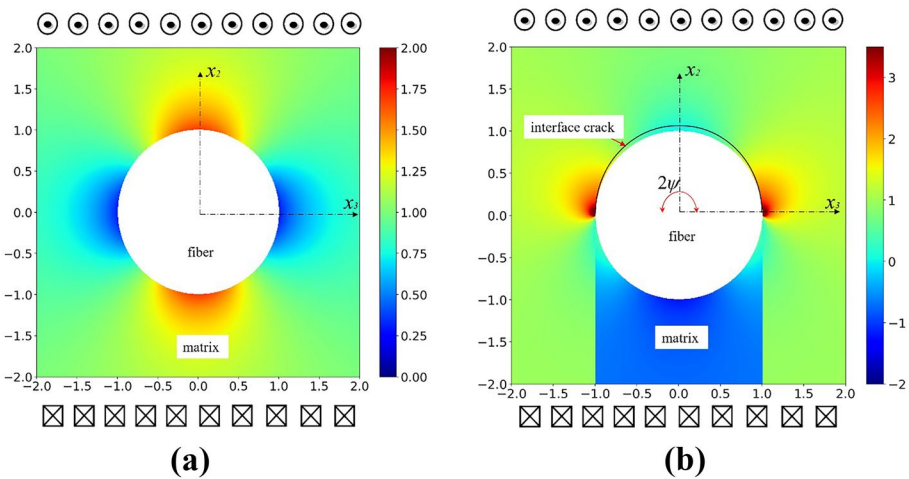 2.0
1.5
1.0
0.5
0.0
−0.5
−1.0
−1.5
−2.0
−2.0 −1.5 −1.0 −0.5 0.0 0.5 1.0 1.5 2.0
x2
x3
fiber
matrix
2.00
1.75
1.50
1.25
1.00
0.75
0.50
0.25
0.00
(a)
2.0
1.5
1.0
0.5
0.0
−0.5
−1.0
−1.5
−2.0
−2.0 −1.5 −1.0 −0.5 0.0 0.5 1.0 1.5 2.0
x2
interface crack
2ψ
x3
fiber
matrix
3
2
1
0
−1
−2
(b)